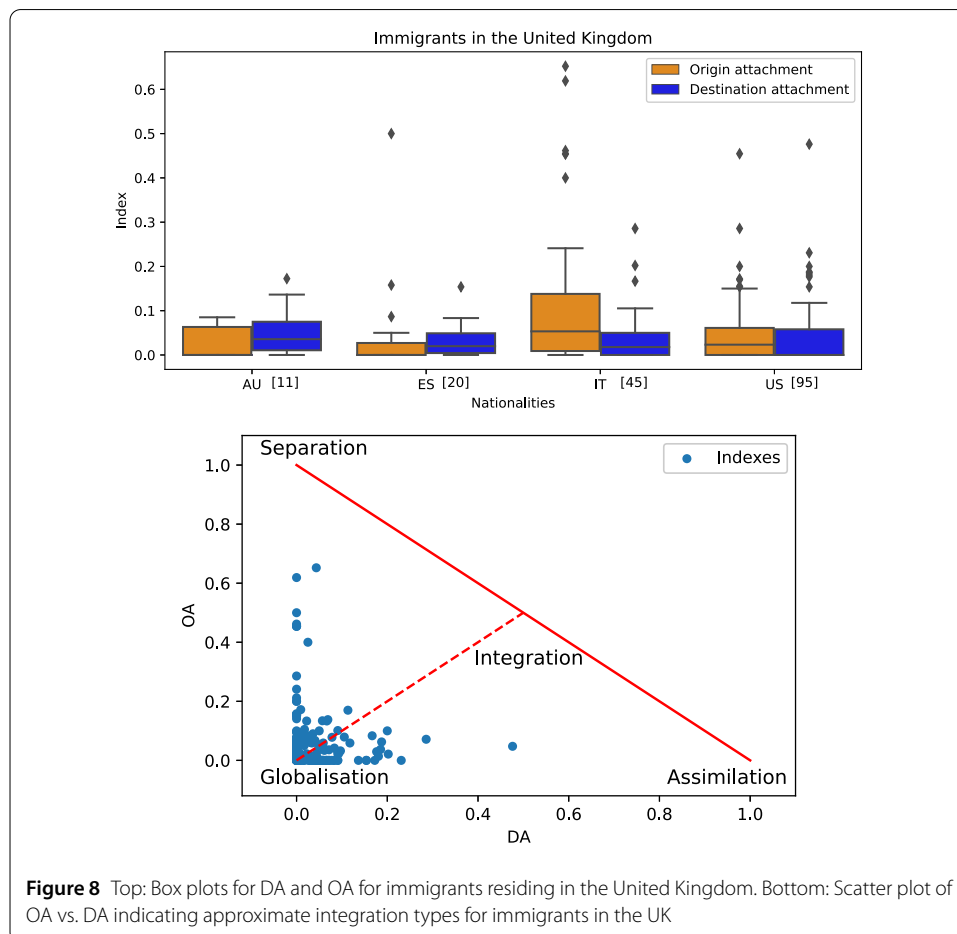 Immigrants in the United Kingdom
Origin attachment
Destination attachment
0.6
0.5
0.4
0.3
0.2
0.1
0.0
Index
AU [11] ES [20] IT [45] US [95]
Nationalities
Separation
Indexes
1.0
0.8
0.6
0.4
0.2
0.0
OA
Integration
Globalisation Assimilation
0.0 0.2 0.4 0.6 0.8 1.0
DA
Figure 8 Top: Box plots for DA and OA for immigrants residing in the United Kingdom. Bottom: Scatter plot of
OA vs. DA indicating approximate integration types for immigrants in the UK